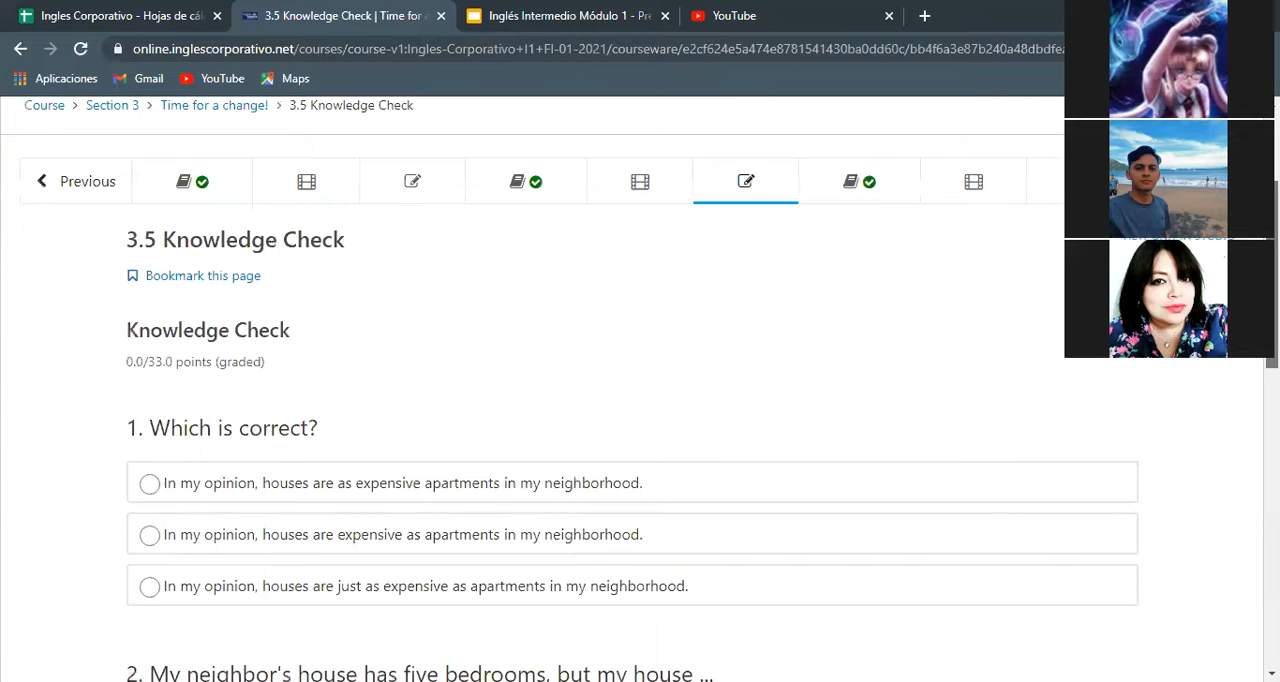 Ingles Corporativo - Hojas de cál
3.5 Knowledge Check | Time for a
Inglés Intermedio Módulo 1 - Pre
YouTube
online.inglescorporativo.net/courses/course-v1:Ingles-Corporativo+I1+FI-01-2021/courseware/e2cf624e5a474e8781541430ba0dd60c/bb4f6a3e87b240a48dbdfea
Aplicaciones
Gmail
YouTube
Maps
Course > Section 3 > Time for a change! > 3.5 Knowledge Check
Previous
3.5 Knowledge Check
Bookmark this page
Knowledge Check
0.0/33.0 points (graded)
1. Which is correct?
In my opinion, houses are as expensive apartments in my neighborhood.
In my opinion, houses are expensive as apartments in my neighborhood.
In my opinion, houses are just as expensive as apartments in my neighborhood.
2. My neighbor's house has five bedrooms, but my house ...